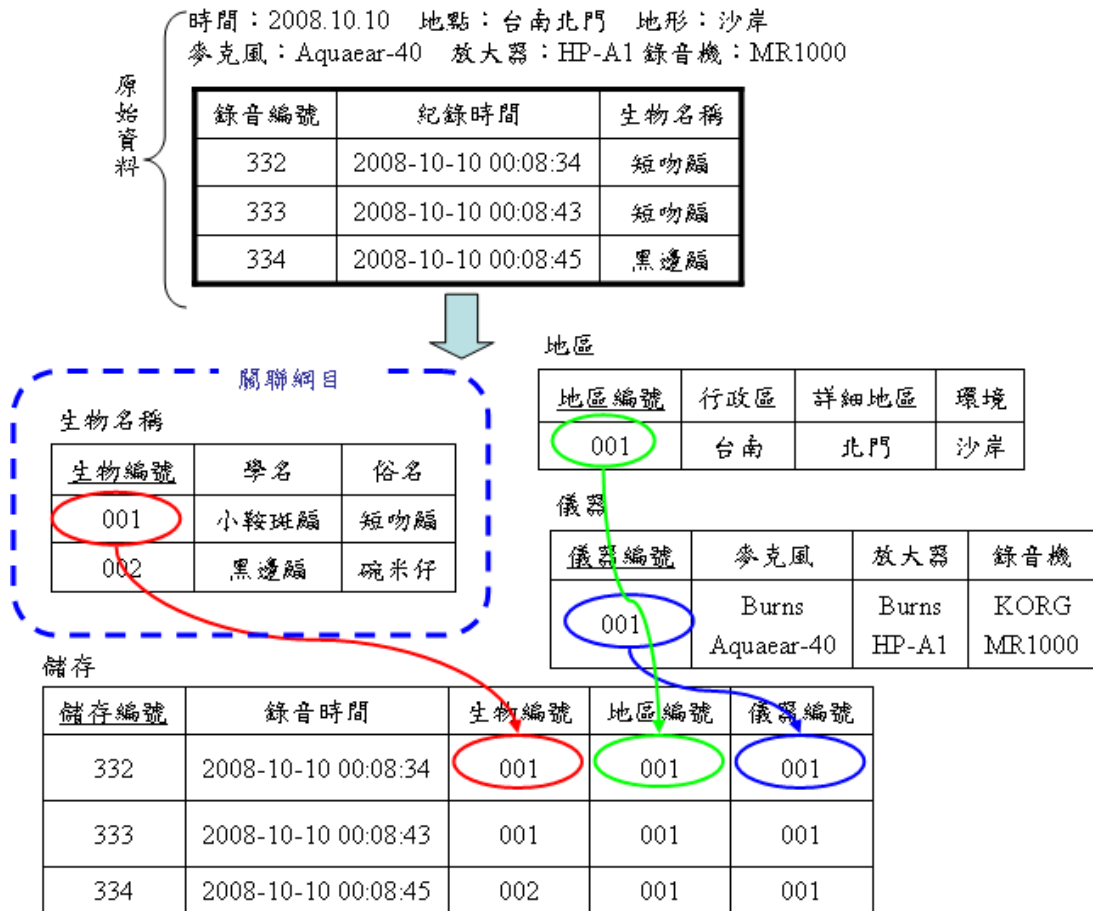 時間：2008.10.10 地點：台南北門 地形：沙岸
麥克風：Aquaear-40 放大器：HP-A1 錄音機：MR1000
原始資料
錄音編號 紀錄時間 生物名稱
332 2008-10-10 00:08:34 短吻鰏
333 2008-10-10 00:08:43 短吻鰏
334 2008-10-10 00:08:45 黑邊鰏
關聯綱目
生物名稱
生物編號 學名 俗名
001 小鞍斑鰏 短吻鰏
002 黑邊鰏 碗米仔
地區
地區編號 行政區 詳細地區 環境
001 台南 北門 沙岸
儀器
儀器編號 麥克風 放大器 錄音機
001 Burns Aquaear-40 Burns HP-A1 KORG MR1000
儲存
儲存編號 錄音時間 生物編號 地區編號 儀器編號
332 2008-10-10 00:08:34 001 001 001
333 2008-10-10 00:08:43 001 001 001
334 2008-10-10 00:08:45 002 001 001